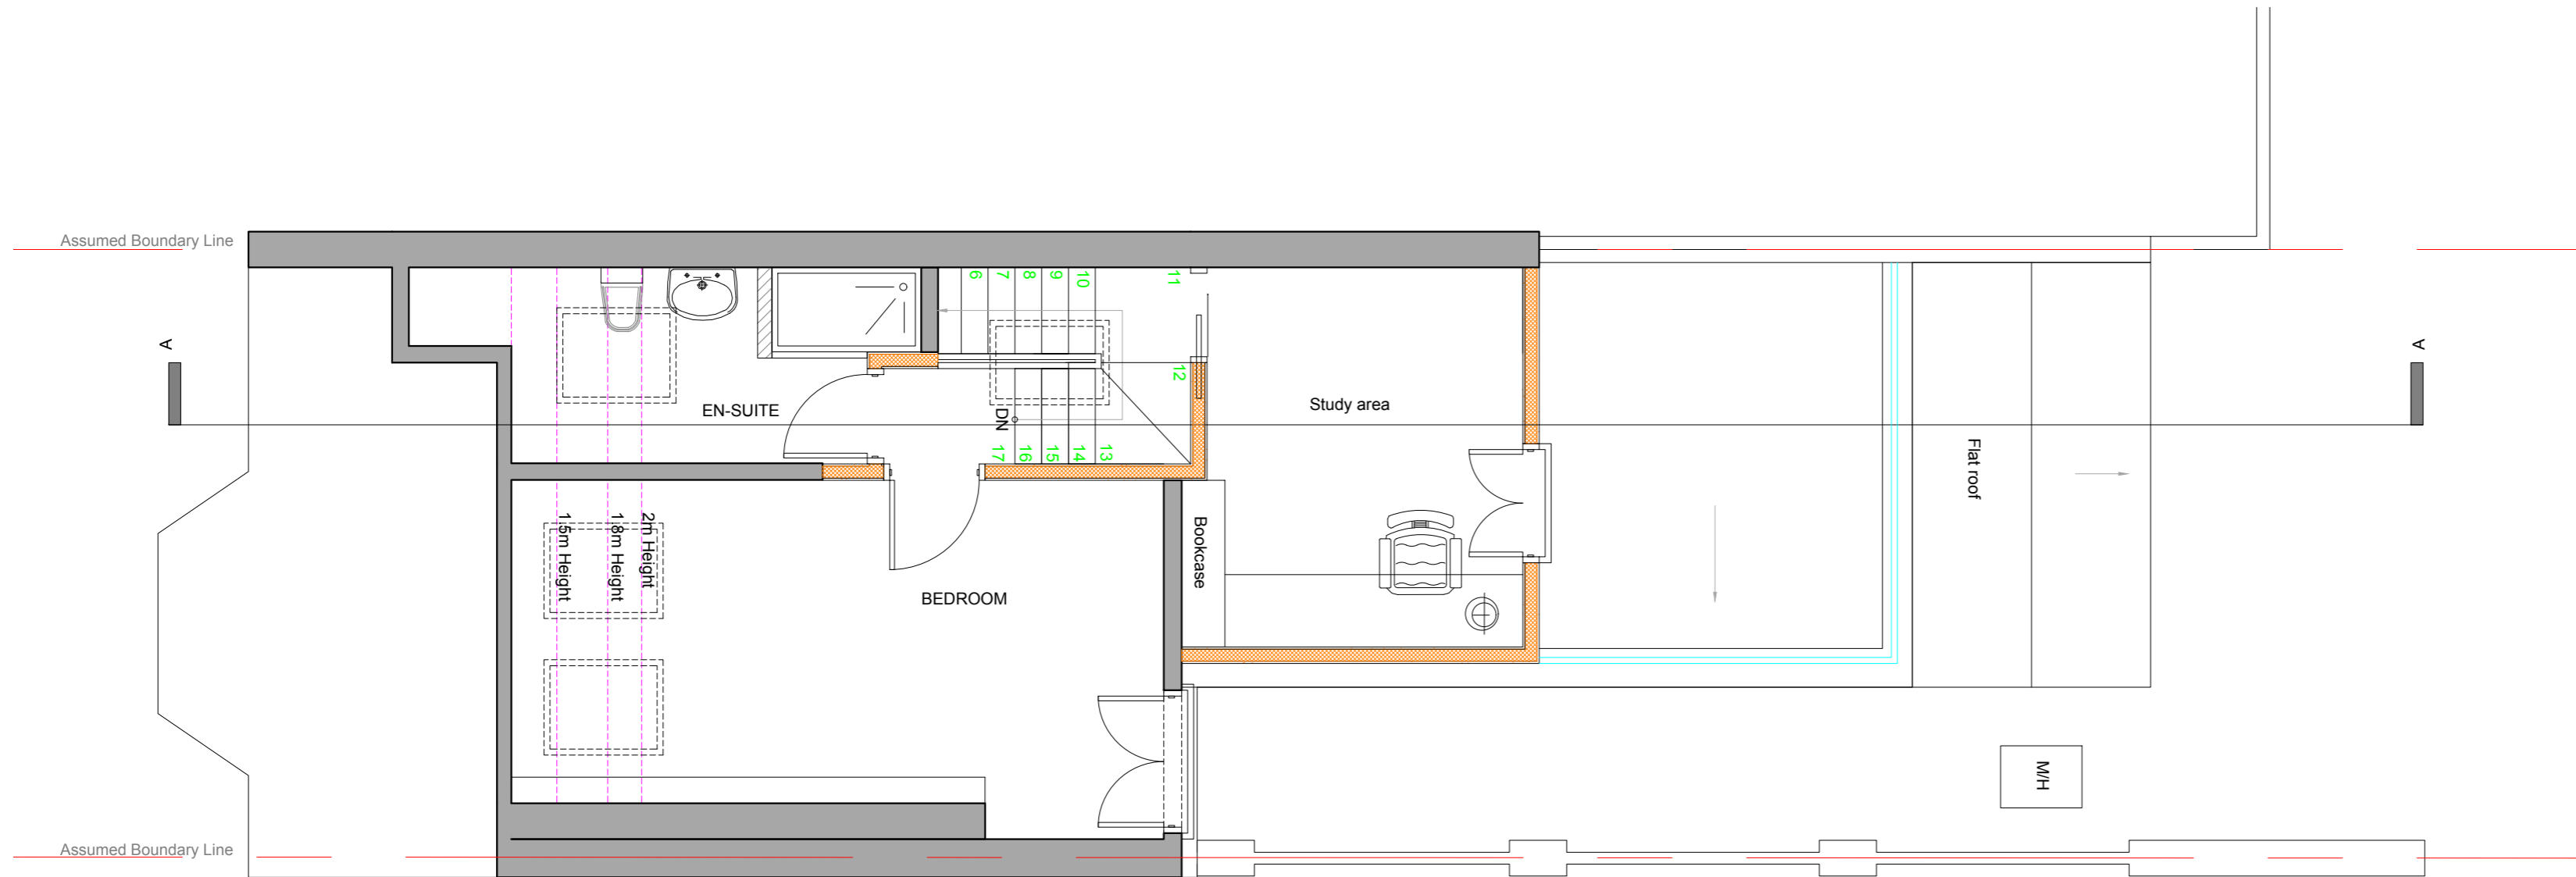 Assumed Boundary Line
6
7
8
9
10
11
12
A
A
EN-SUITE
DN
Study area
17
16
15
14
13
Flat roof
1.5m Height
1.8m Height
2m Height
Bookcase
BEDROOM
M/H
Assumed Boundary Line